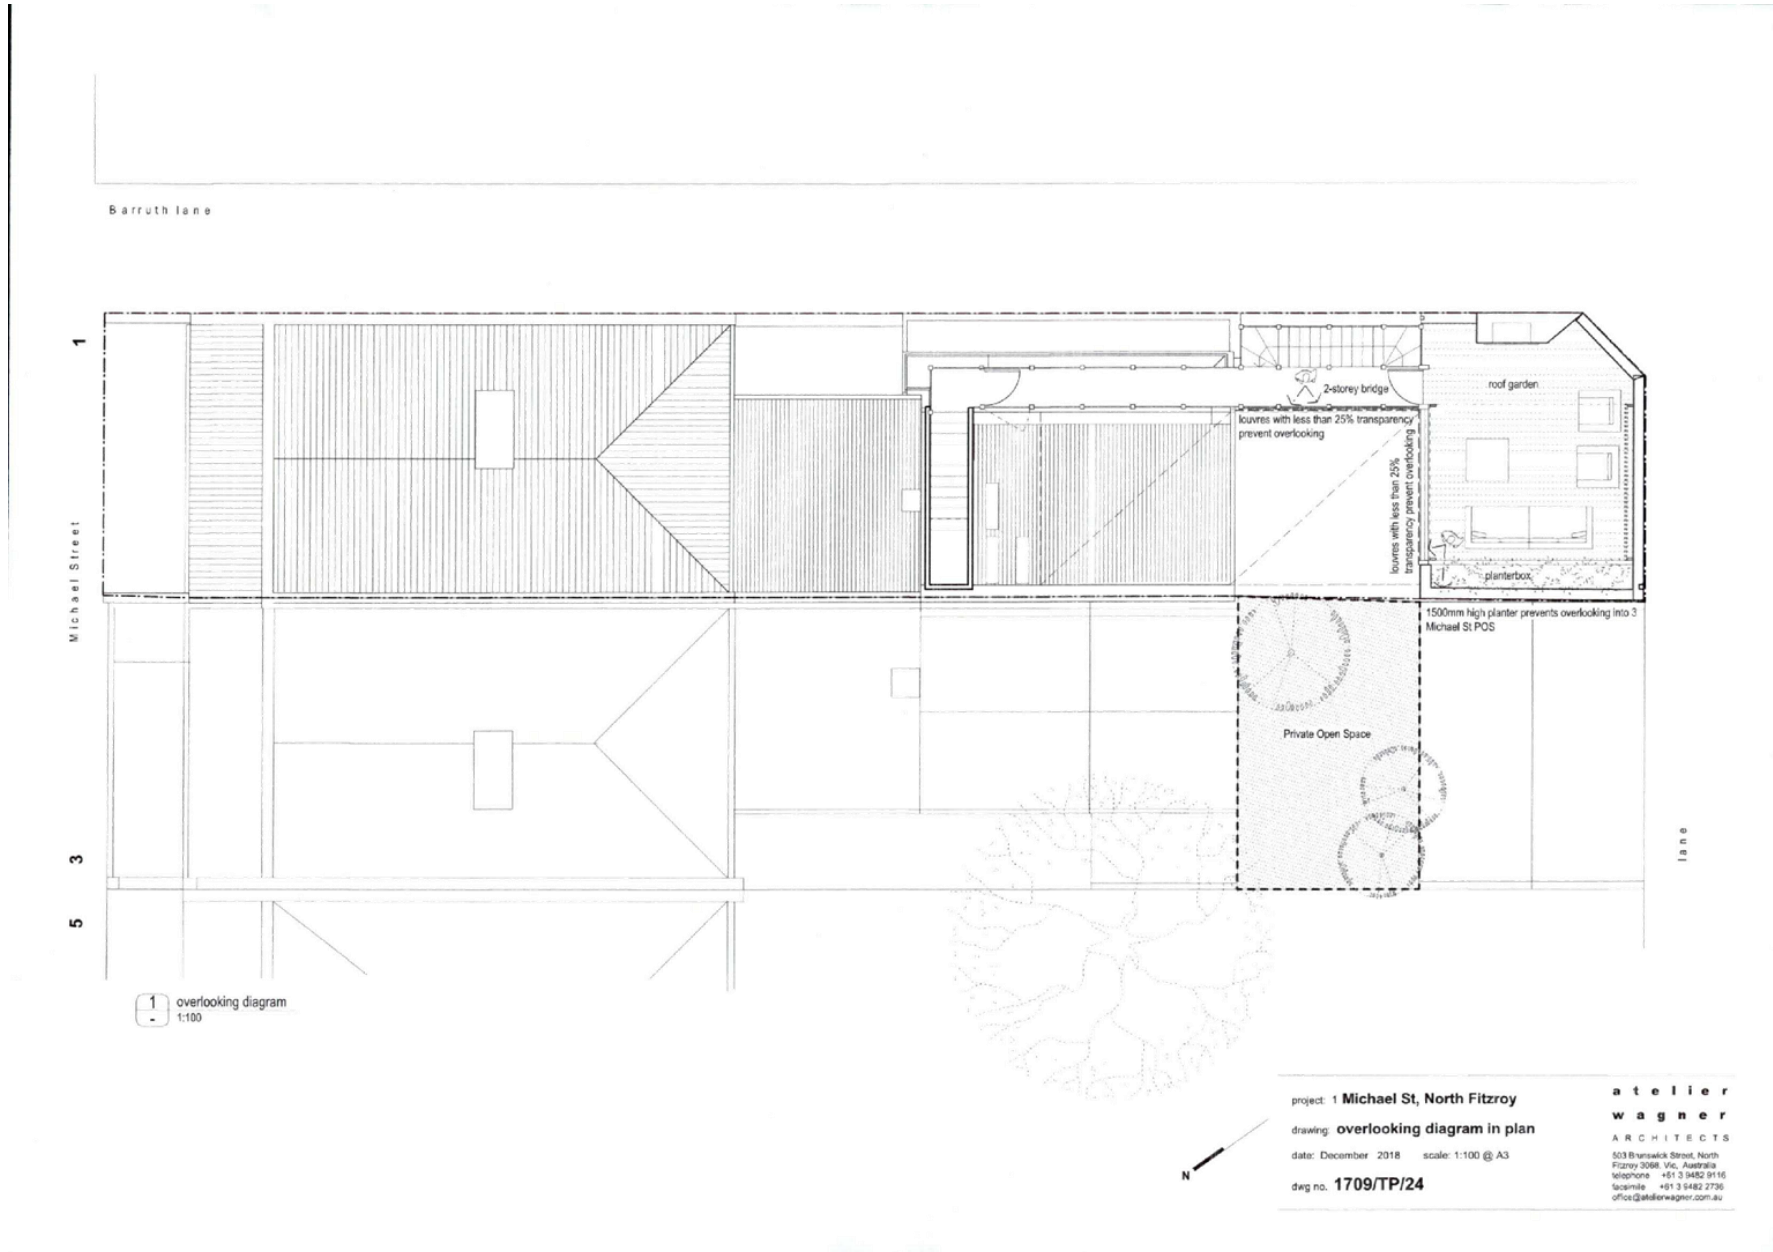 Barruth lane
1
roof garden
2-storey bridge
louvres with less than 25% transparency
prevent overlooking
louvres with less than 25%
transparency prevent overlooking
planterbox
Michael Street
1500mm high planter prevents overlooking into 3
Michael St POS
Private Open Space
3
lane
5
1
-
overlooking diagram
1:100
project: 1 Michael St, North Fitzroy
drawing: overlooking diagram in plan
date: December 2018 scale: 1:100 @ A3
dwg no. 1709/TP/24
N
atelier
wagner
ARCHITECTS
503 Brunswick Street, North
Fitzroy 3068, Vic, Australia
telephone +61 3 9482 9116
facsimile +61 3 9482 2736
office@atelierwagner.com.au